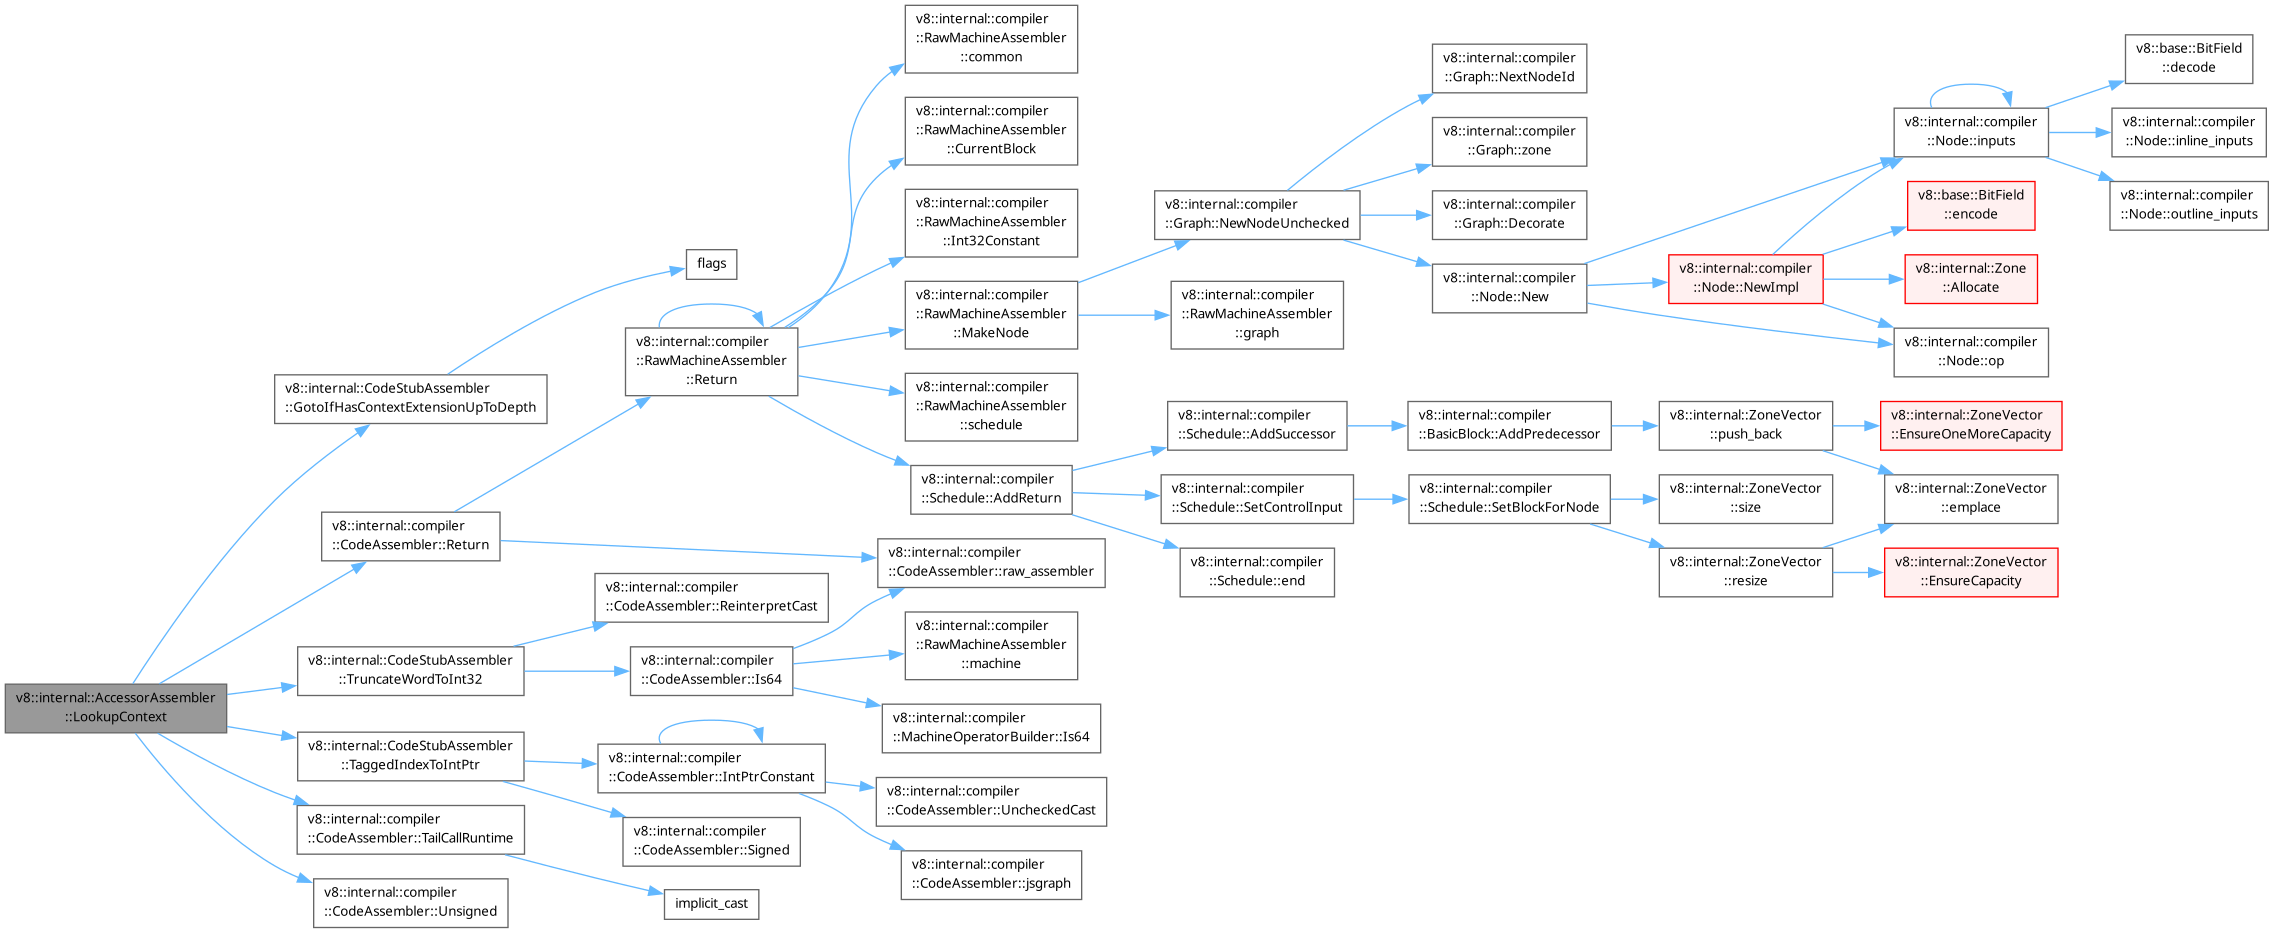 v8::internal::AccessorAssembler
::LookupContext
v8::internal::CodeStubAssembler
::GotoIfHasContextExtensionUpToDepth
flags
v8::internal::compiler
::CodeAssembler::Return
v8::internal::compiler
::RawMachineAssembler
::Return
v8::internal::compiler
::RawMachineAssembler
::common
v8::internal::compiler
::RawMachineAssembler
::CurrentBlock
v8::internal::compiler
::RawMachineAssembler
::Int32Constant
v8::internal::compiler
::RawMachineAssembler
::MakeNode
v8::internal::compiler
::Graph::NewNodeUnchecked
v8::internal::compiler
::Graph::NextNodeId
v8::internal::compiler
::Graph::zone
v8::internal::compiler
::Graph::Decorate
v8::internal::compiler
::Node::New
v8::internal::compiler
::Node::NewImpl
v8::internal::compiler
::Node::inputs
v8::base::BitField
::decode
v8::internal::compiler
::Node::inline_inputs
v8::internal::compiler
::Node::outline_inputs
v8::base::BitField
::encode
v8::internal::Zone
::Allocate
v8::internal::compiler
::Node::op
v8::internal::compiler
::RawMachineAssembler
::graph
v8::internal::compiler
::RawMachineAssembler
::schedule
v8::internal::compiler
::Schedule::AddReturn
v8::internal::compiler
::Schedule::AddSuccessor
v8::internal::compiler
::BasicBlock::AddPredecessor
v8::internal::ZoneVector
::push_back
v8::internal::ZoneVector
::EnsureOneMoreCapacity
v8::internal::ZoneVector
::emplace
v8::internal::compiler
::Schedule::SetControlInput
v8::internal::compiler
::Schedule::SetBlockForNode
v8::internal::ZoneVector
::size
v8::internal::ZoneVector
::resize
v8::internal::ZoneVector
::EnsureCapacity
v8::internal::compiler
::Schedule::end
v8::internal::compiler
::CodeAssembler::raw_assembler
v8::internal::CodeStubAssembler
::TruncateWordToInt32
v8::internal::compiler
::CodeAssembler::ReinterpretCast
v8::internal::compiler
::CodeAssembler::Is64
v8::internal::compiler
::RawMachineAssembler
::machine
v8::internal::compiler
::MachineOperatorBuilder::Is64
v8::internal::CodeStubAssembler
::TaggedIndexToIntPtr
v8::internal::compiler
::CodeAssembler::IntPtrConstant
v8::internal::compiler
::CodeAssembler::UncheckedCast
v8::internal::compiler
::CodeAssembler::jsgraph
v8::internal::compiler
::CodeAssembler::Signed
v8::internal::compiler
::CodeAssembler::TailCallRuntime
implicit_cast
v8::internal::compiler
::CodeAssembler::Unsigned